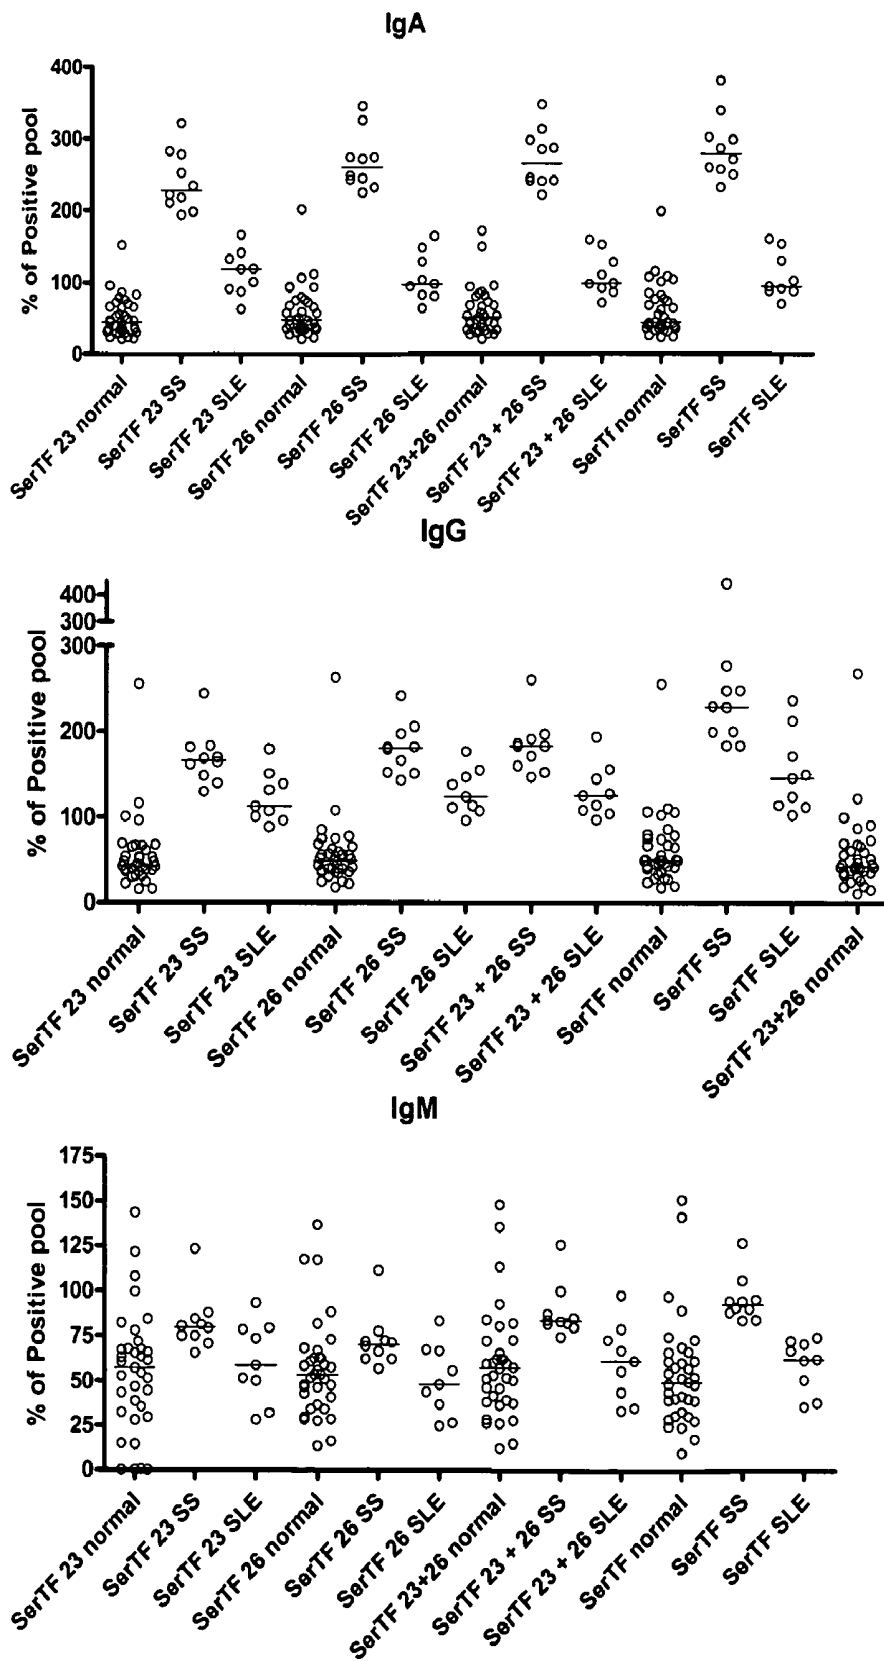 IgA
% of Positive pool
400
300
200
100
0
SerTF 23 normal
SerTF 23 SS
SerTF 23 SLE
SerTF 26 normal
SerTF 26 SS
SerTF 26 SLE
SerTF 23+26 normal
SerTF 23 + 26 SS
SerTF 23 + 26 SLE
SerTf normal
SerTF SS
SerTF SLE
IgG
% of Positive pool
400
300
300
200
100
0
SerTF 23 normal
SerTF 23 SS
SerTF 23 SLE
SerTF 26 normal
SerTF 26 SS
SerTF 26 SLE
SerTF 23 + 26 SS
SerTF 23 + 26 SLE
SerTF normal
SerTF SS
SerTF SLE
SerTF 23+26 normal
IgM
% of Positive pool
175
150
125
100
75
50
25
0
SerTF 23 normal
SerTF 23 SS
SerTF 23 SLE
SerTF 26 normal
SerTF 26 SS
SerTF 26 SLE
SerTF 23+26 normal
SerTF 23 + 26 SS
SerTF 23 + 26 SLE
SerTF normal
SerTF SS
SerTF SLE